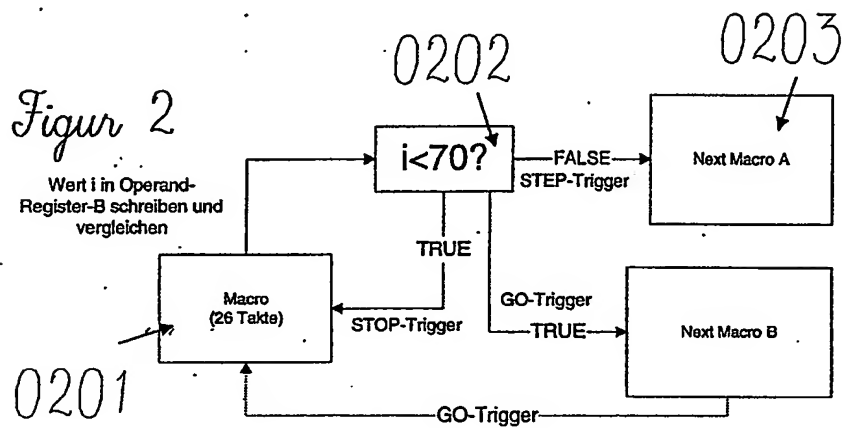 0203
0202
Figur 2
i<70?
FALSE
STEP-Trigger
Next Macro A
Wert i in Operand-
Register-B schreiben und
vergleichen
TRUE
Macro
(26 Takte)
STOP-Trigger
GO-Trigger
TRUE
Next Macro B
0201
GO-Trigger